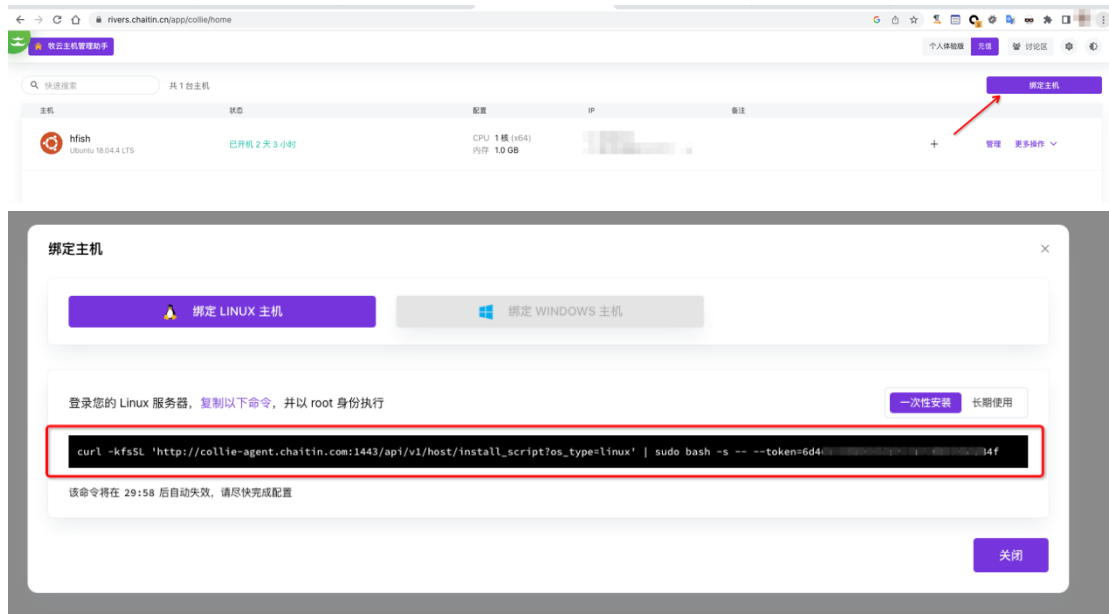 rivers.chaitin.cn/app/collie/home
牧云主机管理助手
个人体验版 充值 讨论区
快速搜索 共 1 台主机 绑定主机
主机 状态 配置 IP 备注
hfish
Ubuntu 18.04.4 LTS
已开机 2 天 3 小时
CPU 1 核 (x64)
内存 1.0 GB
+ 管理 更多操作
绑定主机
绑定 LINUX 主机 绑定 WINDOWS 主机
登录您的 Linux 服务器，复制以下命令，并以 root 身份执行
一次性安装 长期使用
curl -kfsSL 'http://collie-agent.chaitin.com:1443/api/v1/host/install_script?os_type=linux' | sudo bash -s -- --token=6d4
该命令将在 29:58 后自动失效，请尽快完成配置
关闭